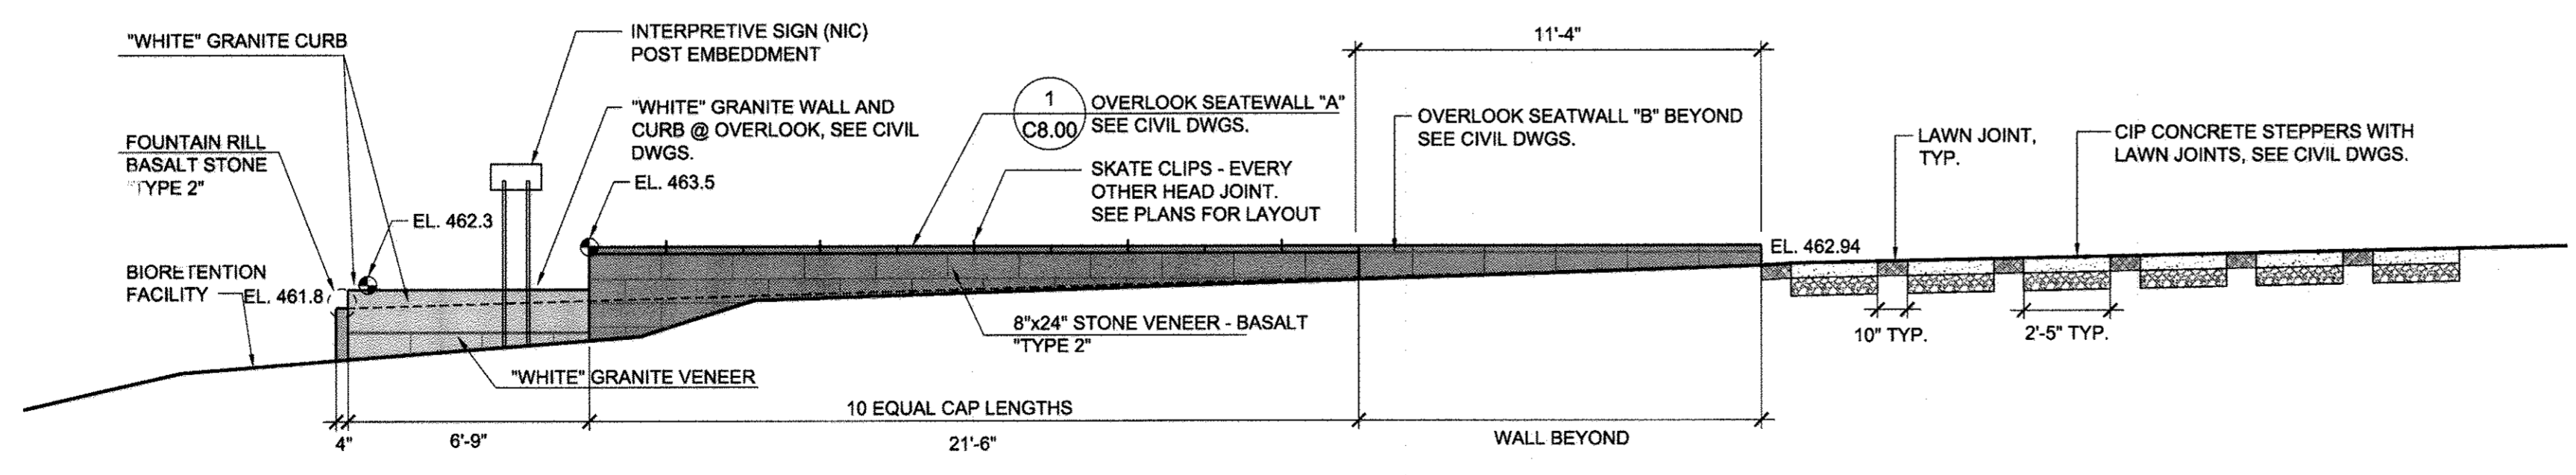 "WHITE" GRANITE CURB
INTERPRETIVE SIGN (NIC)
POST EMBEDDMENT
11'-4"
"WHITE" GRANITE WALL AND
CURB @ OVERLOOK, SEE CIVIL
DWGS.
1
C8.00
OVERLOOK SEATEWALL "A"
SEE CIVIL DWGS.
OVERLOOK SEATWALL "B" BEYOND
SEE CIVIL DWGS.
LAWN JOINT,
TYP.
CIP CONCRETE STEPPERS WITH
LAWN JOINTS, SEE CIVIL DWGS.
FOUNTAIN RILL
BASALT STONE
"TYPE 2"
SKATE CLIPS - EVERY
OTHER HEAD JOINT.
SEE PLANS FOR LAYOUT
EL. 463.5
EL. 462.3
EL. 462.94
BIORETENTION
FACILITY
EL. 461.8
8"x24" STONE VENEER - BASALT
"TYPE 2"
10" TYP.
2'-5" TYP.
"WHITE" GRANITE VENEER
10 EQUAL CAP LENGTHS
4"
6'-9"
21'-6"
WALL BEYOND